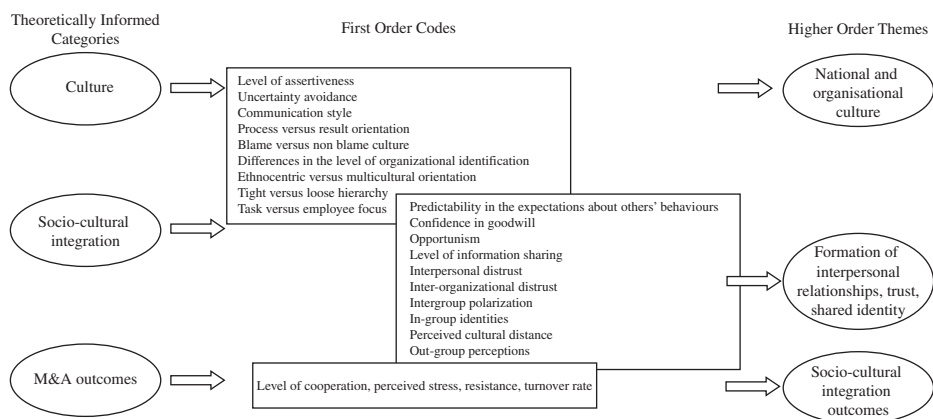 Theoretically Informed
Categories
First Order Codes
Higher Order Themes
Culture
Level of assertiveness
Uncertainty avoidance
Communication style
Process versus result orientation
Blame versus non blame culture
Differences in the level of organizational identification
Ethnocentric versus multicultural orientation
Tight versus loose hierarchy
Task versus employee focus
National and
organisational
culture
Socio-cultural
integration
Predictability in the expectations about others' behaviours
Confidence in goodwill
Opportunism
Level of information sharing
Interpersonal distrust
Inter-organizational distrust
Intergroup polarization
In-group identities
Perceived cultural distance
Out-group perceptions
Formation of
interpersonal
relationships, trust,
shared identity
M&A outcomes
Level of cooperation, perceived stress, resistance, turnover rate
Socio-cultural
integration
outcomes